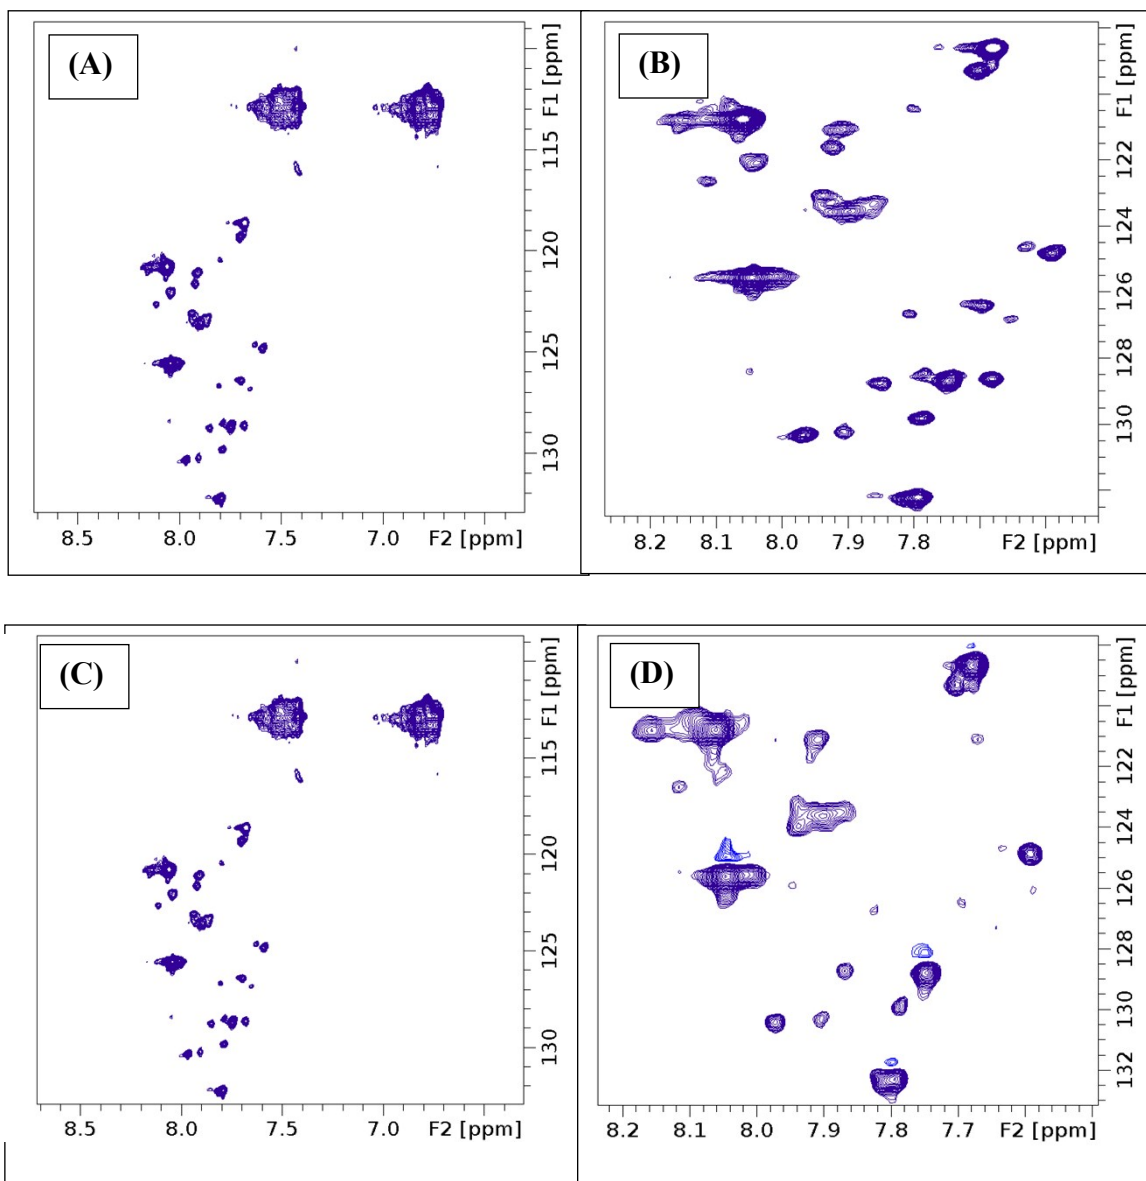 (A)
F1 [ppm]
115
120
125
130
8.5 8.0 7.5 7.0 F2 [ppm]
(B)
F1 [ppm]
122
124
126
128
130
8.2 8.1 8.0 7.9 7.8 F2 [ppm]
(C)
F1 [ppm]
115
120
125
130
8.5 8.0 7.5 7.0 F2 [ppm]
(D)
F1 [ppm]
122
124
126
128
130
132
8.2 8.1 8.0 7.9 7.8 7.7 F2 [ppm]